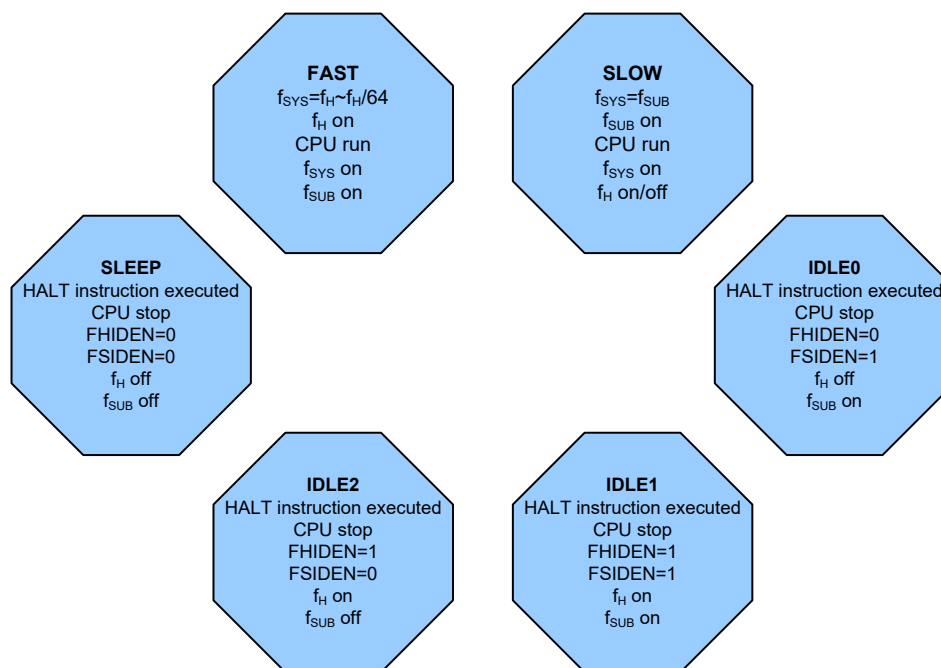 FAST
fSYS=fH~fH/64
fH on
CPU run
fSYS on
fSUB on
SLOW
fSYS=fSUB
fSUB on
CPU run
fSYS on
fH on/off
SLEEP
HALT instruction executed
CPU stop
FHIDEN=0
FSIDEN=0
fH off
fSUB off
IDLE0
HALT instruction executed
CPU stop
FHIDEN=0
FSIDEN=1
fH off
fSUB on
IDLE2
HALT instruction executed
CPU stop
FHIDEN=1
FSIDEN=0
fH on
fSUB off
IDLE1
HALT instruction executed
CPU stop
FHIDEN=1
FSIDEN=1
fH on
fSUB on